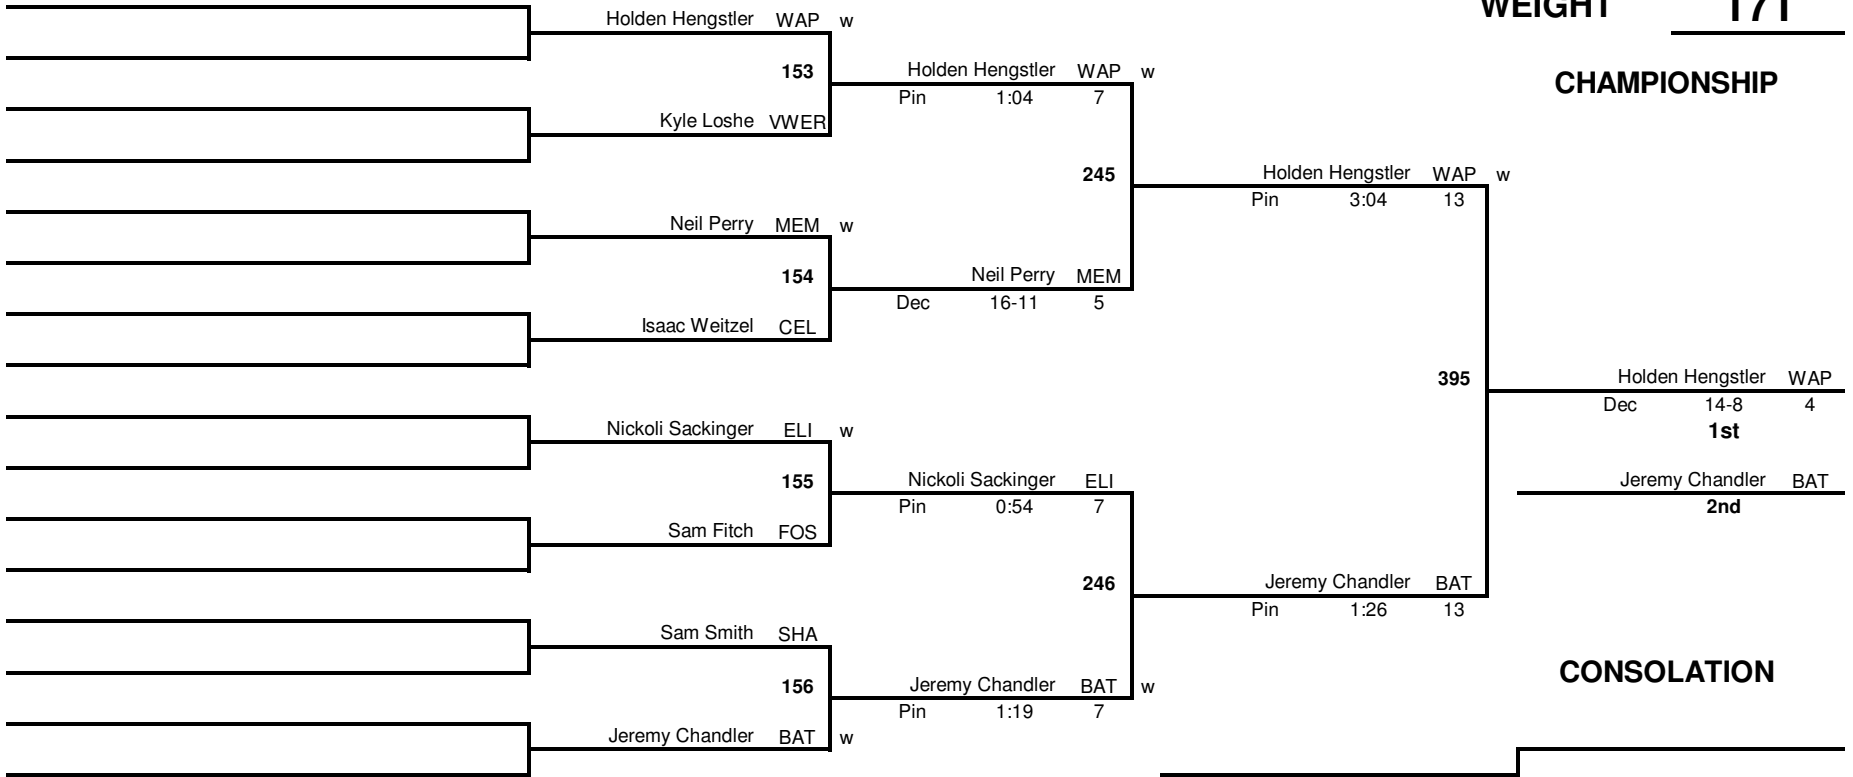 WEIGHT 171
Holden Hengstler WAP w
153
Holden Hengstler WAP w
Pin 1:04 7
CHAMPIONSHIP
Kyle Loshe VWER
245
Holden Hengstler WAP w
Pin 3:04 13
Neil Perry MEM w
154
Neil Perry MEM
Dec 16-11 5
Isaac Weitzel CEL
395
Holden Hengstler WAP
Dec 14-8 4
1st
Nickoli Sackinger ELI w
155
Nickoli Sackinger ELI
Pin 0:54 7
Jeremy Chandler BAT
2nd
Sam Fitch FOS
246
Jeremy Chandler BAT
Pin 1:26 13
Sam Smith SHA
156
Jeremy Chandler BAT w
Pin 1:19 7
CONSOLATION
Jeremy Chandler BAT w